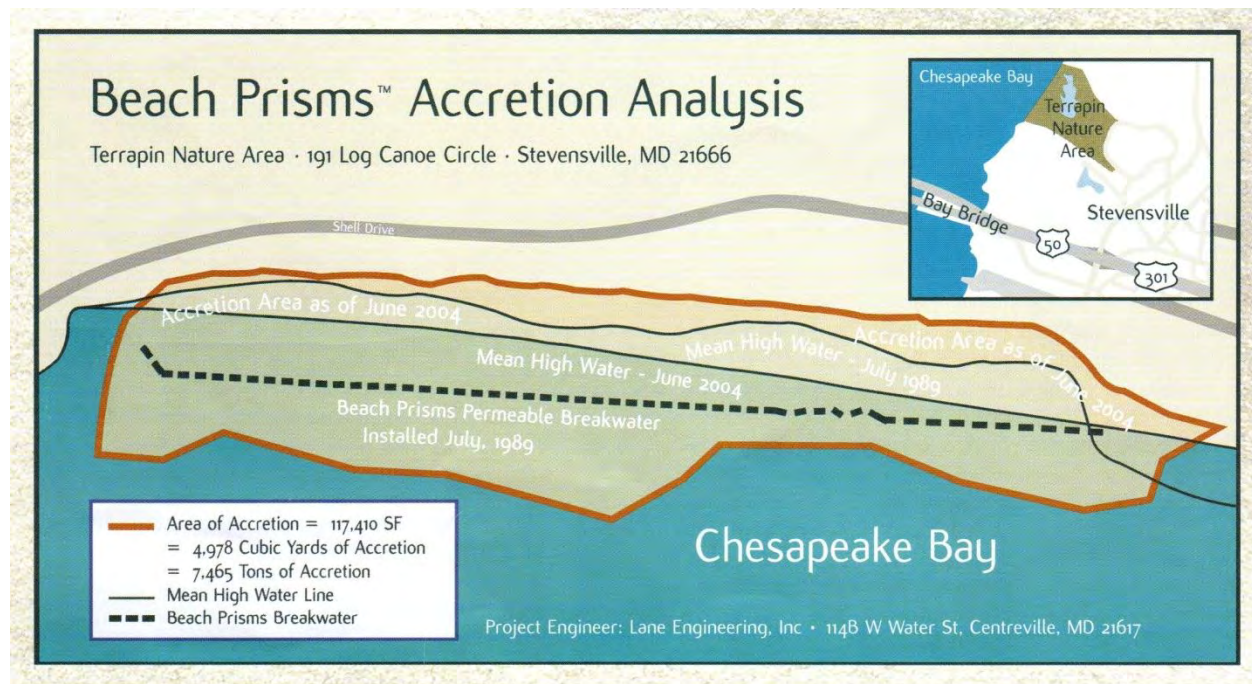 Beach Prisms™ Accretion Analysis
Terrapin Nature Area · 191 Log Canoe Circle · Stevensville, MD 21666
Chesapeake Bay
Terrapin
Nature
Area
Bay Bridge
Stevensville
50
301
Shell Drive
Accretion Area as of June 2004
Mean High Water - June 2004
Mean High Water - July 1989
Accretion Area as of June 2004
Beach Prisms Permeable Breakwater
Installed July, 1989
Area of Accretion = 117,410 SF
= 4,978 Cubic Yards of Accretion
= 7,465 Tons of Accretion
Mean High Water Line
Beach Prisms Breakwater
Chesapeake Bay
Project Engineer: Lane Engineering, Inc · 114B W Water St, Centreville, MD 21617